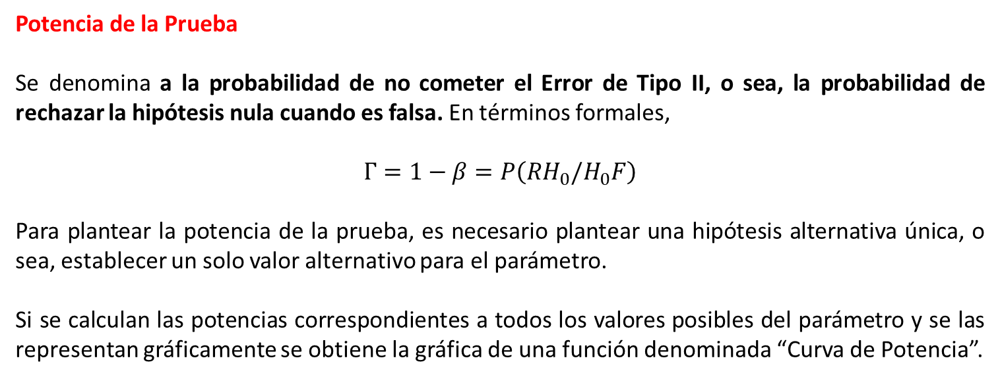 Potencia de la Prueba
Se denomina a la probabilidad de no cometer el Error de Tipo II, o sea, la probabilidad de
rechazar la hipótesis nula cuando es falsa. En términos formales,
Γ = 1 − β = P(RH₀/H₀F)
Para plantear la potencia de la prueba, es necesario plantear una hipótesis alternativa única, o
sea, establecer un solo valor alternativo para el parámetro.
Si se calculan las potencias correspondientes a todos los valores posibles del parámetro y se las
representan gráficamente se obtiene la gráfica de una función denominada “Curva de Potencia”.